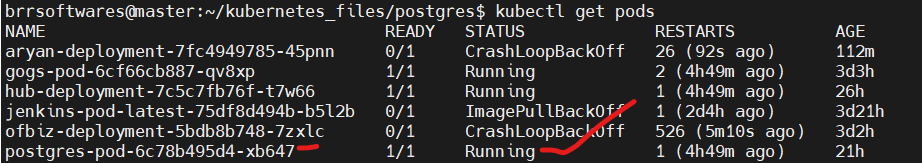 brrsoftwares@master:~/kubernetes_files/postgres$ kubectl get pods
NAME READY STATUS RESTARTS AGE
aryan-deployment-7fc4949785-45pnn 0/1 CrashLoopBackOff 26 (92s ago) 112m
gogs-pod-6cf66cb887-qv8xp 1/1 Running 2 (4h49m ago) 3d3h
hub-deployment-7c5c7fb76f-t7w66 1/1 Running 1 (4h49m ago) 26h
jenkins-pod-latest-75df8d494b-b5l2b 0/1 ImagePullBackOff 1 (2d4h ago) 3d21h
ofbiz-deployment-5bdb8b748-7zxlc 0/1 CrashLoopBackOff 526 (5m10s ago) 3d2h
postgres-pod-6c78b495d4-xb647 1/1 Running 1 (4h49m ago) 21h